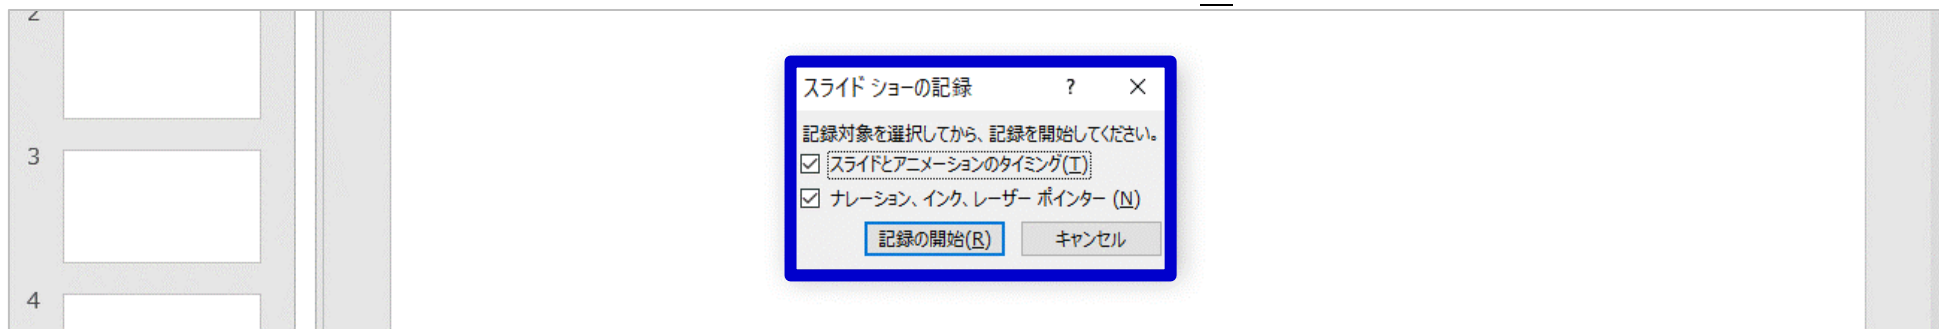 2
3
4
スライド ショーの記録 ? ×
記録対象を選択してから、記録を開始してください。
スライドとアニメーションのタイミング(T)
ナレーション、インク、レーザー ポインター (N)
記録の開始(R) キャンセル